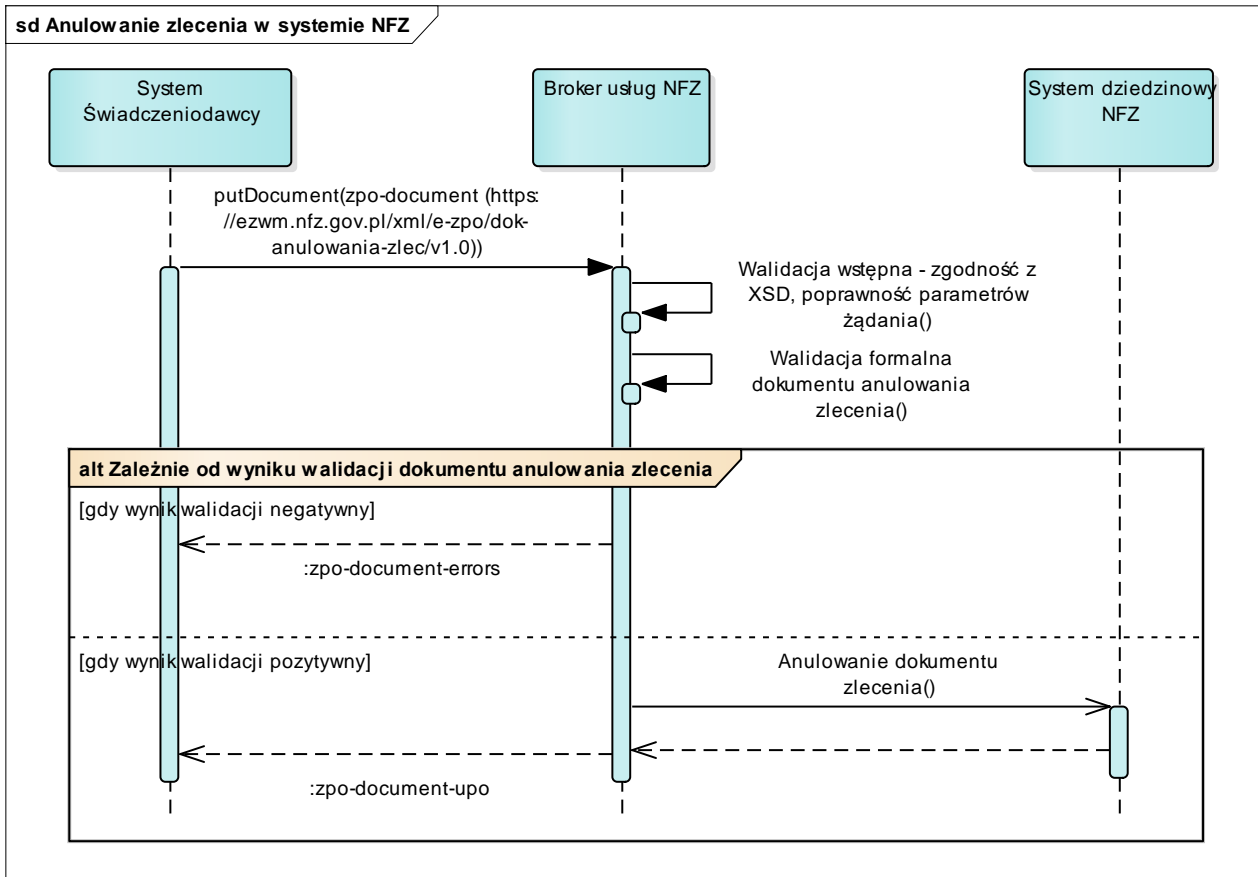 sd Anulowanie zlecenia w systemie NFZ
System
Świadczeniodawcy
Broker usług NFZ
System dziedzinowy
NFZ
putDocument(zpo-document (https:
//ezwm.nfz.gov.pl/xml/e-zpo/dok-
anulowania-zlec/v1.0))
Walidacja wstępna - zgodność z
XSD, poprawność parametrów
żądania()
Walidacja formalna
dokumentu anulowania
zlecenia()
alt Zależnie od wyniku walidacji dokumentu anulowania zlecenia
[gdy wynik walidacji negatywny]
:zpo-document-errors
[gdy wynik walidacji pozytywny]
Anulowanie dokumentu
zlecenia()
:zpo-document-upo